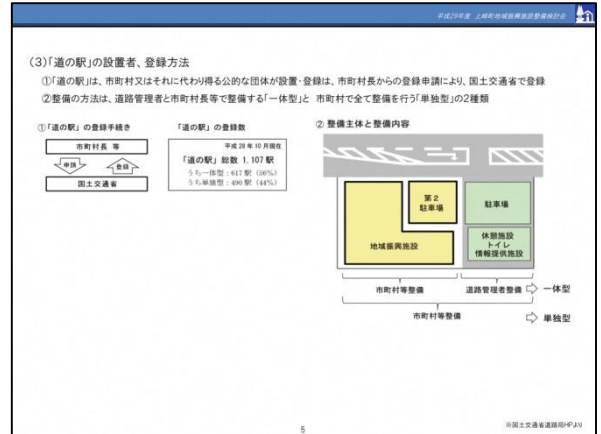 平成28年度 上峰町地域振興施設整備検討会
(3)「道の駅」の設置者、登録方法
①「道の駅」は、市町村又はそれに代わり得る公的な団体が設置・登録は、市町村長からの登録申請により、国土交通省で登録
②整備の方法は、道路管理者と市町村長等で整備する「一体型」と 市町村で全て整備を行う「単独型」の2種類
①「道の駅」の登録手続き
市町村長 等
申請
登録
国土交通省
「道の駅」の登録数
平成 28 年 10 月現在
「道の駅」総数 1,107 駅
うち一体型:617 駅 (56%)
うち単独型:490 駅 (44%)
② 整備主体と整備内容
第2
駐車場
駐車場
地域振興施設
休憩施設
トイレ
情報提供施設
市町村等整備
道路管理者整備
一体型
市町村等整備
単独型
5
※国土交通省道路局HPより